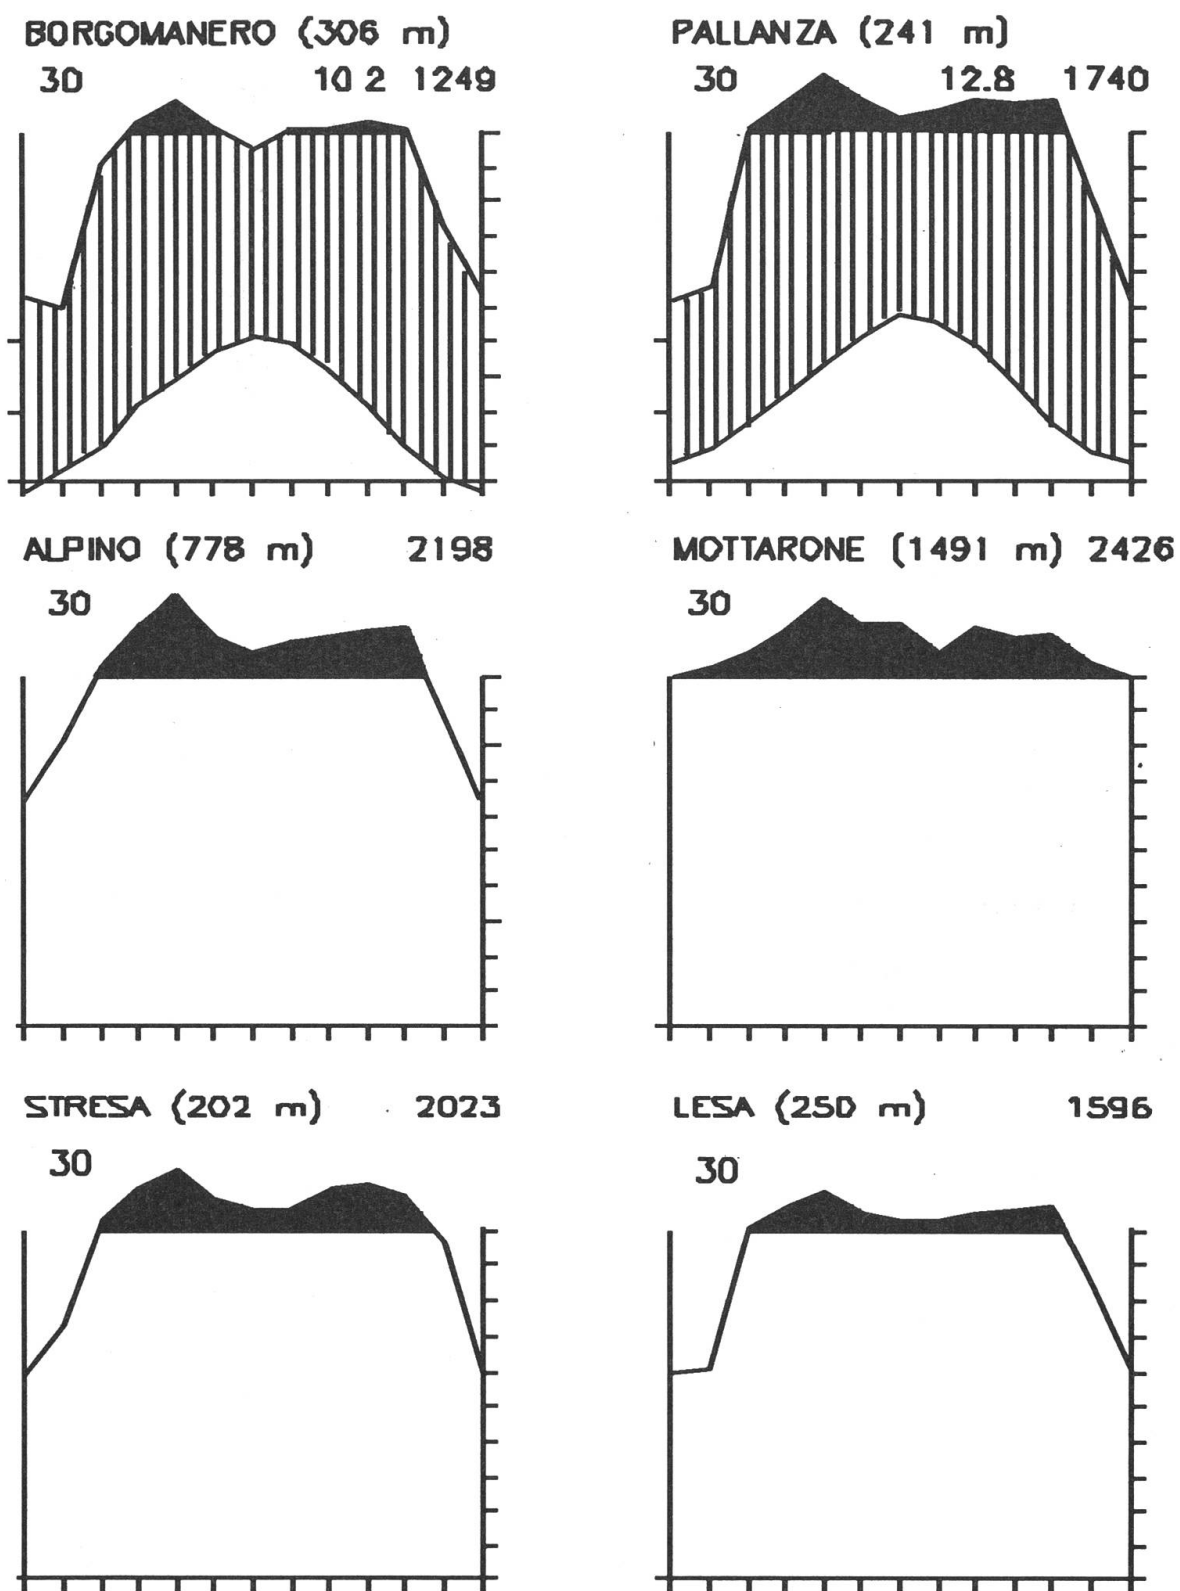 BORGOMANERO (306 m)
30 10 2 1249
PALLANZA (241 m)
30 12.8 1740
ALPINO (778 m) 2198
30
MOTTARONE (1491 m) 2426
30
STRESA (202 m) 2023
30
LESA (250 m) 1596
30